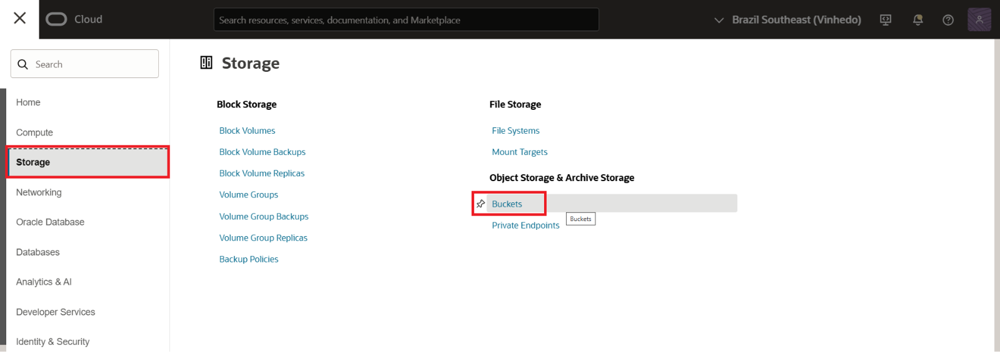 Cloud
Search resources, services, documentation, and Marketplace
Brazil Southeast (Vinhedo)
Search
Home
Compute
Storage
Networking
Oracle Database
Databases
Analytics & AI
Developer Services
Identity & Security
Storage
Block Storage
Block Volumes
Block Volume Backups
Block Volume Replicas
Volume Groups
Volume Group Backups
Volume Group Replicas
Backup Policies
File Storage
File Systems
Mount Targets
Object Storage & Archive Storage
Buckets
Buckets
Private Endpoints